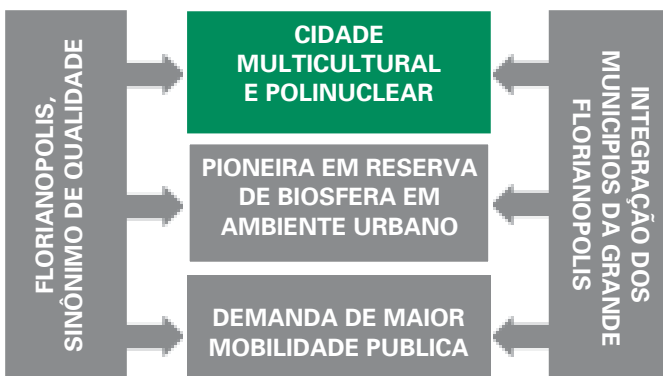 FLORIANOPOLIS,
SINÔNIMO DE QUALIDADE
CIDADE
MULTICULTURAL
E POLINUCLEAR
PIONEIRA EM RESERVA
DE BIOSFERA EM
AMBIENTE URBANO
DEMANDA DE MAIOR
MOBILIDADE PUBLICA
INTEGRAÇÃO DOS
MUNICIPIOS DA GRANDE
FLORIANOPOLIS